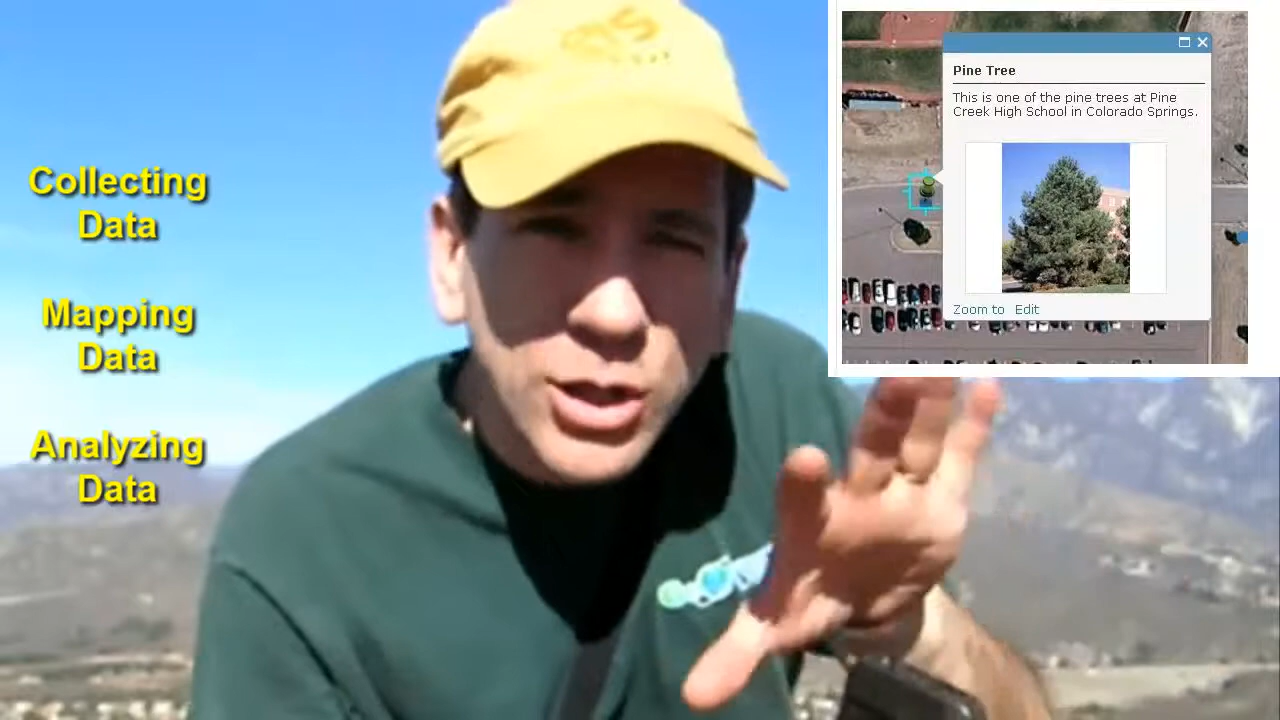 Collecting
Data
Mapping
Data
Analyzing
Data
Pine Tree
This is one of the pine trees at Pine
Creek High School in Colorado Springs.
Zoom to Edit